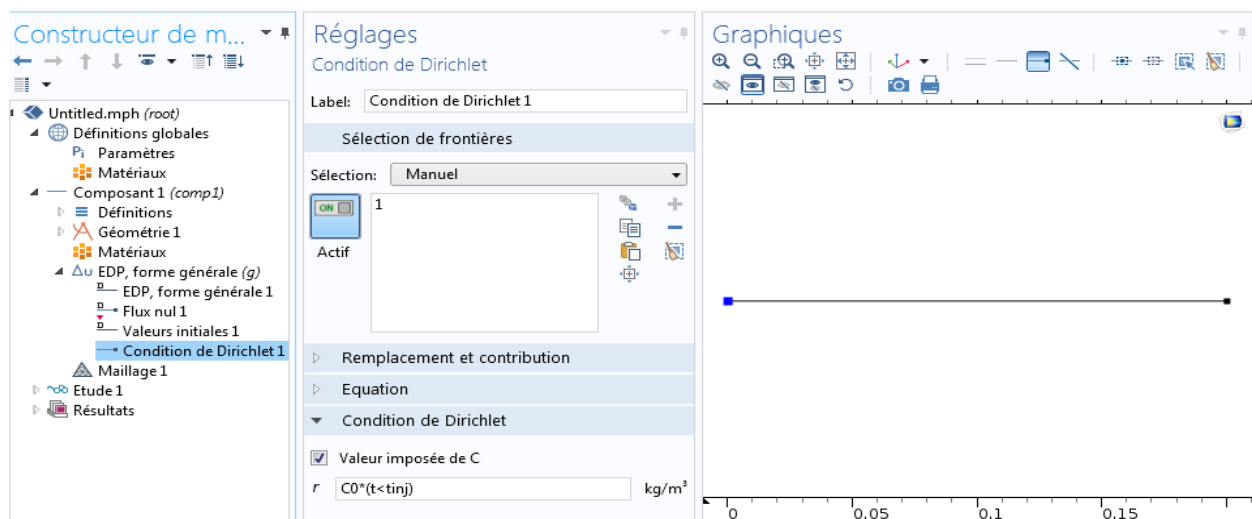 Constructeur de m...
Untitled.mph (root)
Définitions globales
Pi Paramètres
Matériaux
Composant 1 (comp1)
Définitions
Géométrie 1
Matériaux
Δu EDP, forme générale (g)
EDP, forme générale 1
Flux nul 1
Valeurs initiales 1
Condition de Dirichlet 1
Maillage 1
Etude 1
Résultats
Réglages
Condition de Dirichlet
Label: Condition de Dirichlet 1
Sélection de frontières
Sélection: Manuel
ON 1
Actif
Remplacement et contribution
Equation
Condition de Dirichlet
Valeur imposée de C
r C0*(t<tinj) kg/m³
Graphiques
0 0.05 0.1 0.15